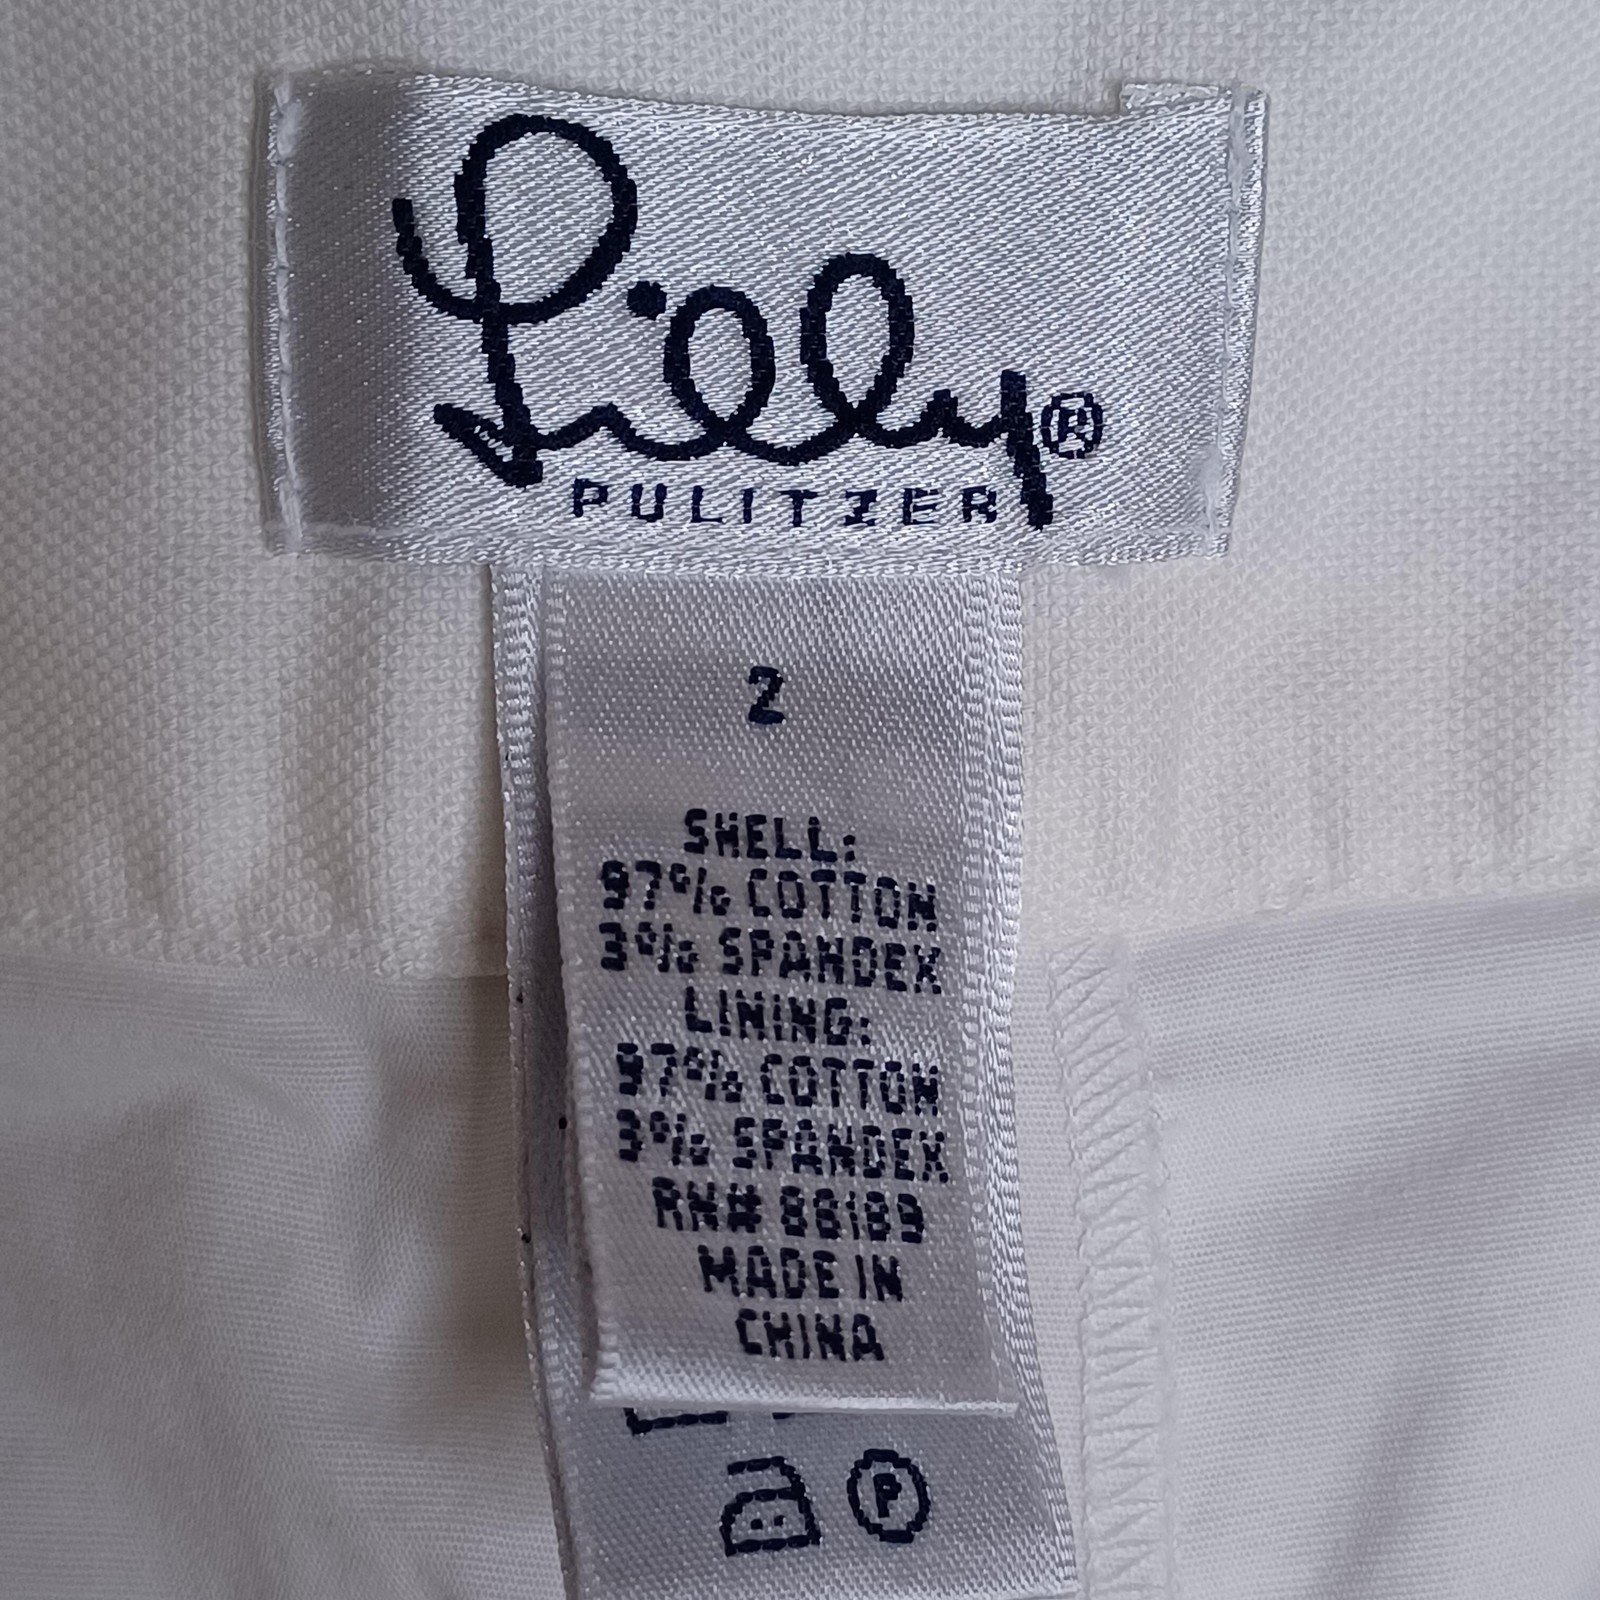 Lilly®
PULITZER
2
SHELL:
97% COTTON
3% SPANDEX
LINING:
97% COTTON
3% SPANDEX
RN# 88189
MADE IN
CHINA
P